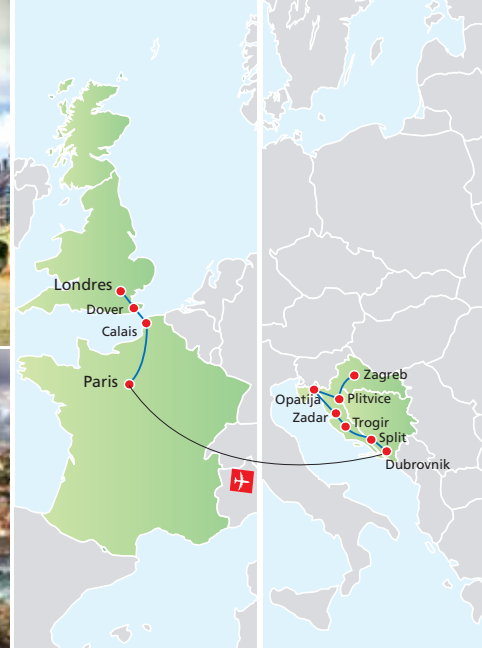 Londres
Dover
Calais
Paris
Zagreb
Opatija
Plitvice
Zadar
Trogir
Split
Dubrovnik